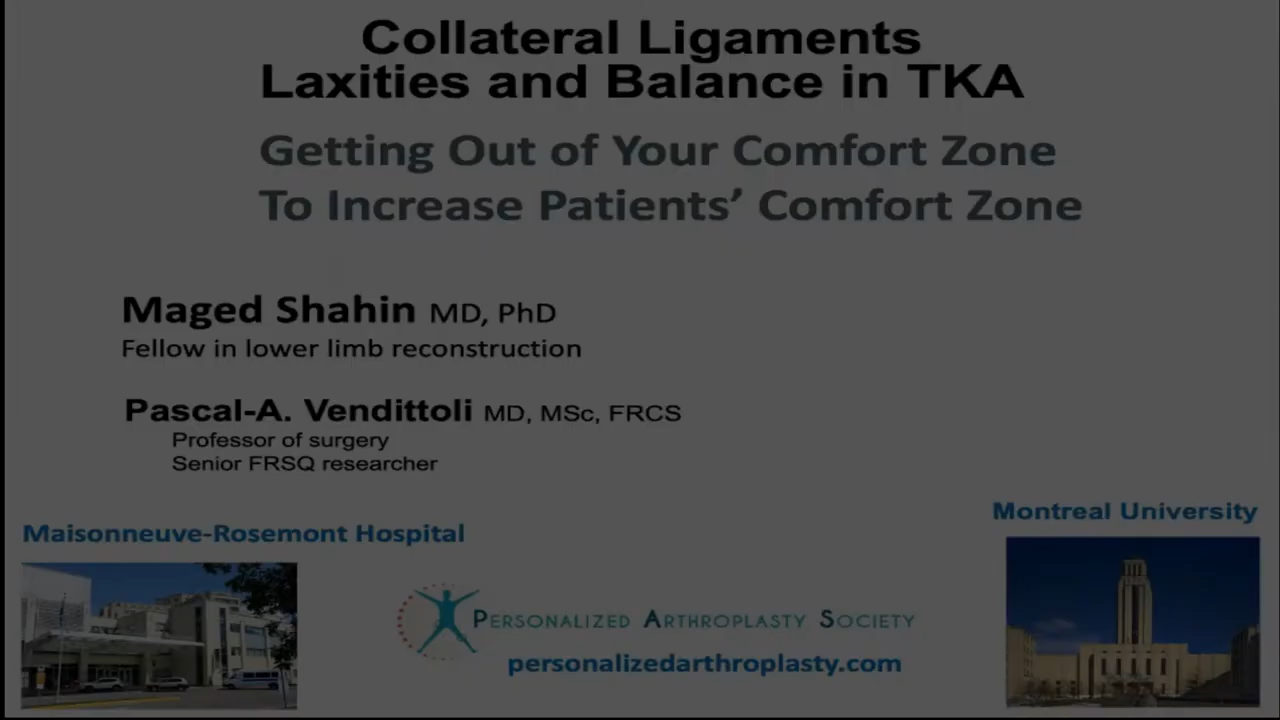 Collateral Ligaments
Laxities and Balance in TKA
Getting Out of Your Comfort Zone
To Increase Patients’ Comfort Zone
Maged Shahin MD, PhD
Fellow in lower limb reconstruction
Pascal-A. Vendittoli MD, MSc, FRCS
Professor of surgery
Senior FRSQ researcher
Maisonneuve-Rosemont Hospital
Montreal University
PERSONALIZED ARTHROPLASTY SOCIETY
personalizedarthroplasty.com